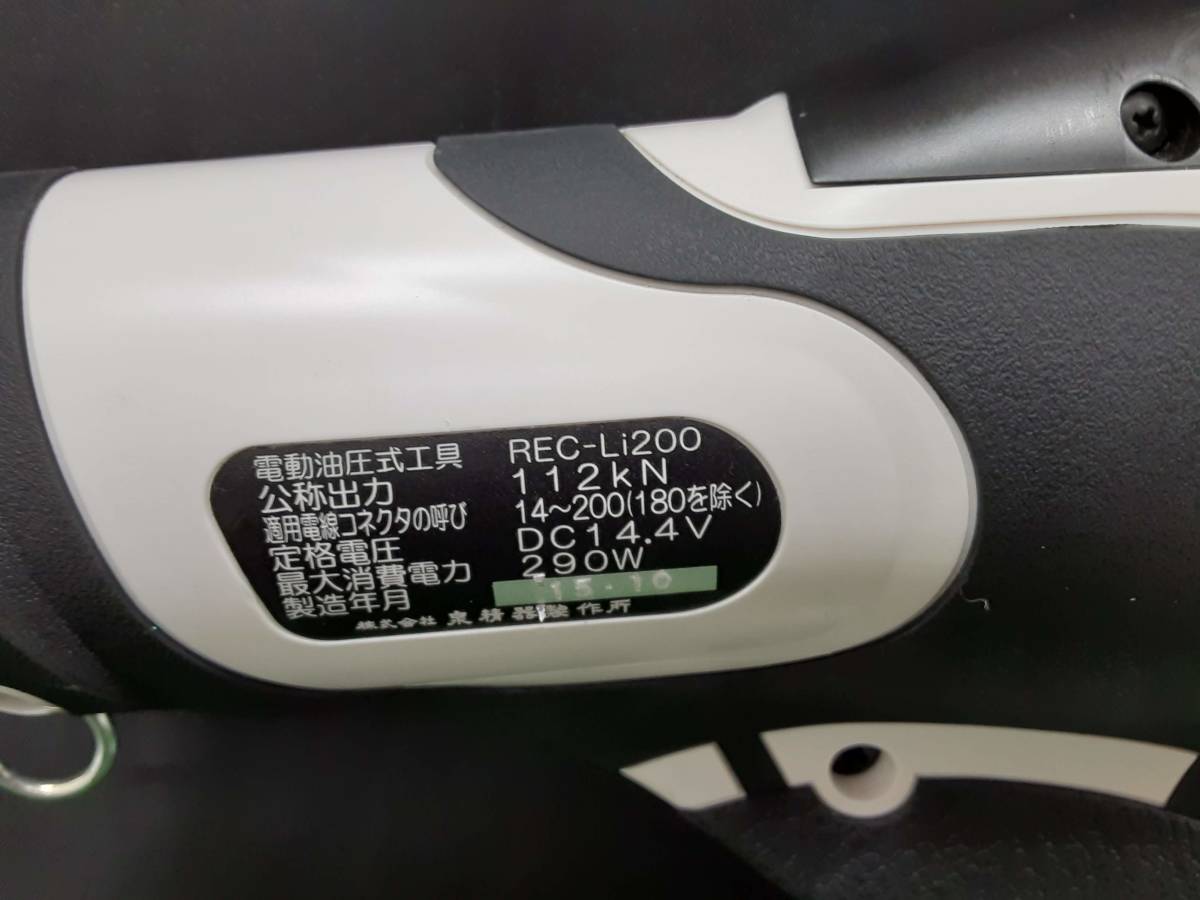 電動油圧式工具 REC-Li200
公称出力 112kN
適用電線コネクタの呼び 14~200(180を除く)
定格電圧 DC14.4V
最大消費電力 290W
製造年月 15.10
株式会社 泉精器製作所